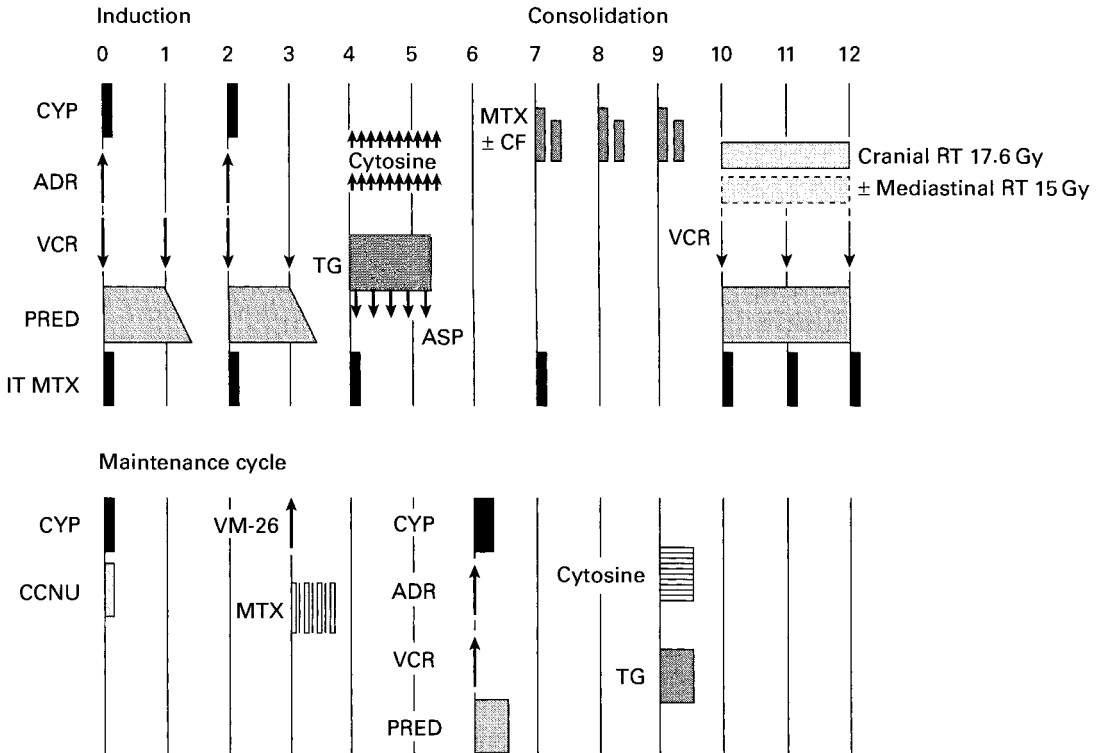 Induction Consolidation
0 1 2 3 4 5 6 7 8 9 10 11 12
CYP
MTX
± CF
Cytosine
Cranial RT 17.6 Gy
ADR
± Mediastinal RT 15 Gy
VCR
VCR
TG
PRED
ASP
IT MTX
Maintenance cycle
CYP
VM-26
CYP
CCNU
MTX
ADR
Cytosine
VCR
TG
PRED